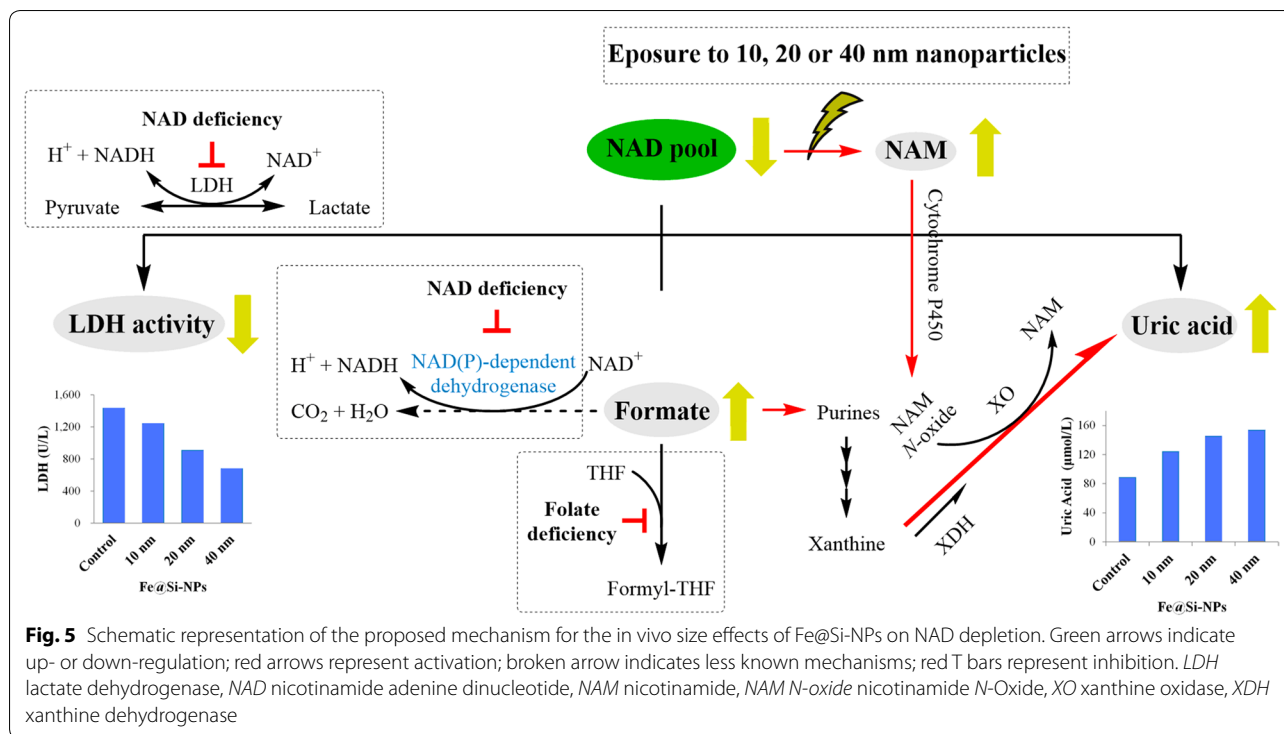 Eposure to 10, 20 or 40 nm nanoparticles
NAD deficiency
H+ + NADH
NAD+
LDH
Pyruvate
Lactate
NAD pool
NAM
Cytochrome P450
LDH activity
NAD deficiency
H+ + NADH
NAD(P)-dependent
dehydrogenase
NAD+
CO2 + H2O
Formate
Purines
NAM
N-oxide
XO
NAM
Uric acid
THF
Folate
deficiency
Formyl-THF
Xanthine
XDH
LDH (U/L)
1,600
1,200
800
400
0
Control
10 nm
20 nm
40 nm
Fe@Si-NPs
Uric Acid (μmol/L)
160
120
80
40
0
Control
10 nm
20 nm
40 nm
Fe@Si-NPs
Fig. 5 Schematic representation of the proposed mechanism for the in vivo size effects of Fe@Si-NPs on NAD depletion. Green arrows indicate
up- or down-regulation; red arrows represent activation; broken arrow indicates less known mechanisms; red T bars represent inhibition. LDH
lactate dehydrogenase, NAD nicotinamide adenine dinucleotide, NAM nicotinamide, NAM N-oxide nicotinamide N-Oxide, XO xanthine oxidase, XDH
xanthine dehydrogenase